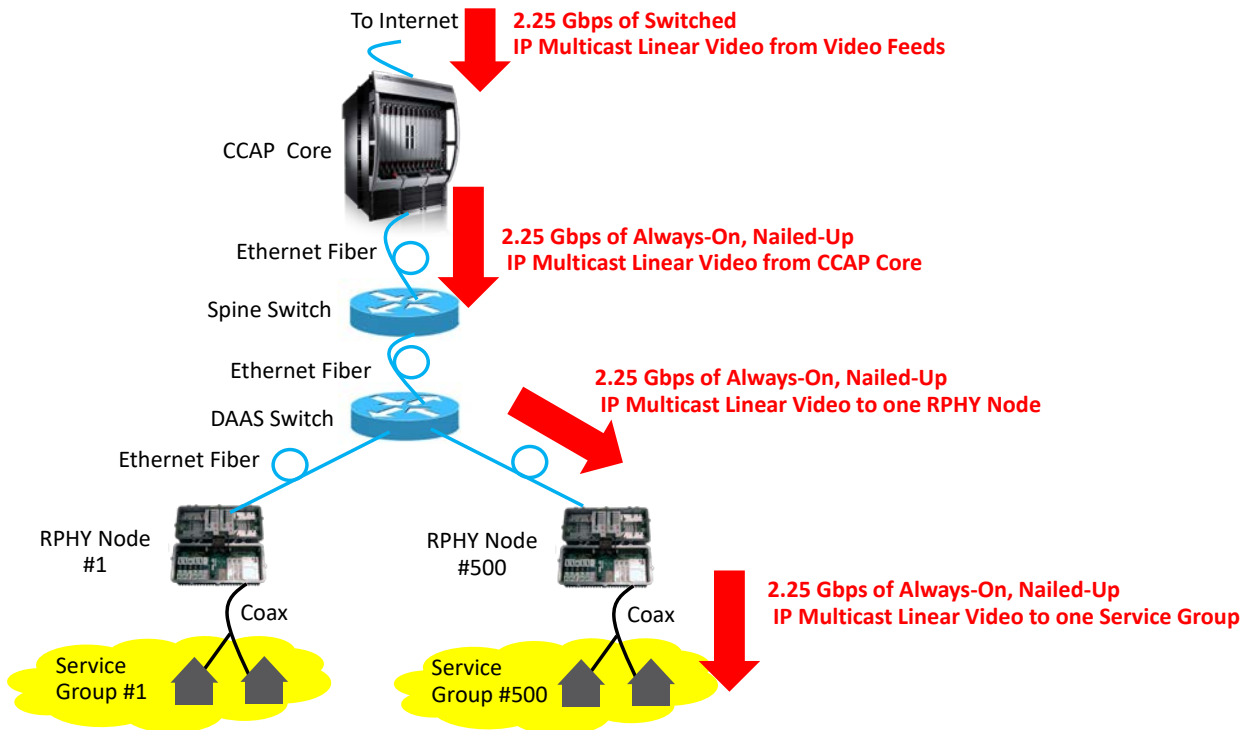 To Internet
2.25 Gbps of Switched
IP Multicast Linear Video from Video Feeds
CCAP Core
2.25 Gbps of Always-On, Nailed-Up
IP Multicast Linear Video from CCAP Core
Ethernet Fiber
Spine Switch
Ethernet Fiber
2.25 Gbps of Always-On, Nailed-Up
IP Multicast Linear Video to one RPHY Node
DAAS Switch
Ethernet Fiber
RPHY Node
#1
RPHY Node
#500
2.25 Gbps of Always-On, Nailed-Up
IP Multicast Linear Video to one Service Group
Coax
Coax
Service
Group #1
Service
Group #500